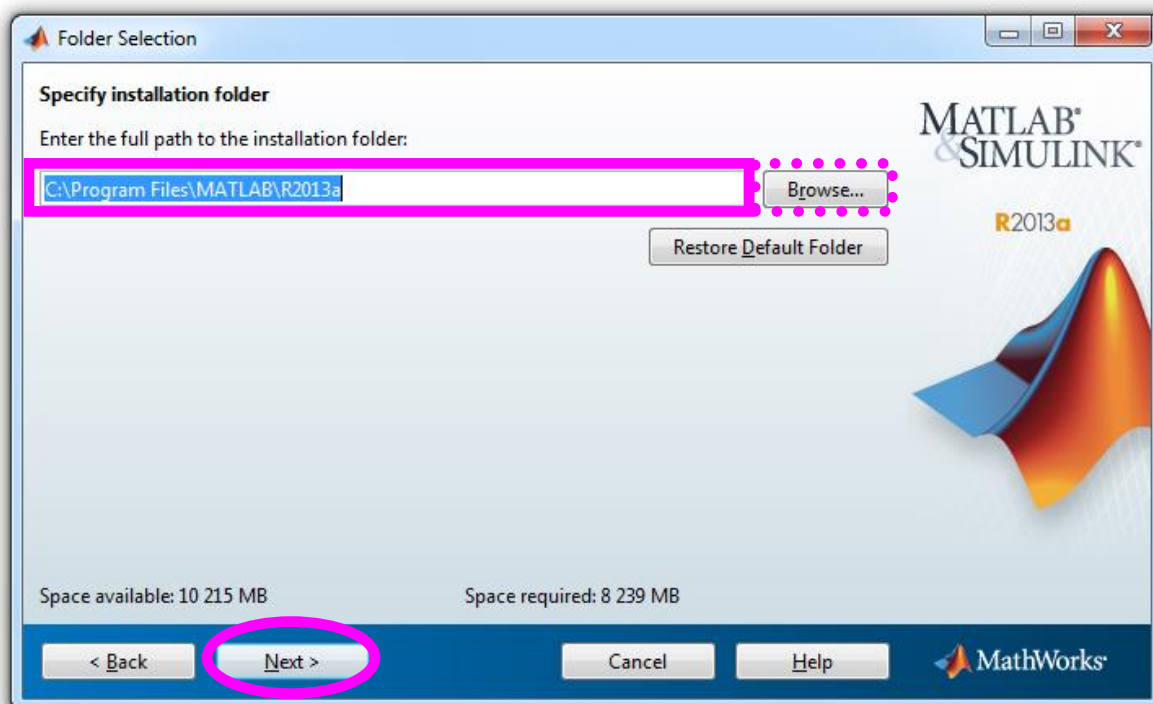 Folder Selection
Specify installation folder
Enter the full path to the installation folder:
C:\Program Files\MATLAB\R2013a
Browse...
Restore Default Folder
MATLAB®
&SIMULINK®
R2013a
Space available: 10 215 MB
Space required: 8 239 MB
< Back
Next >
Cancel
Help
MathWorks®